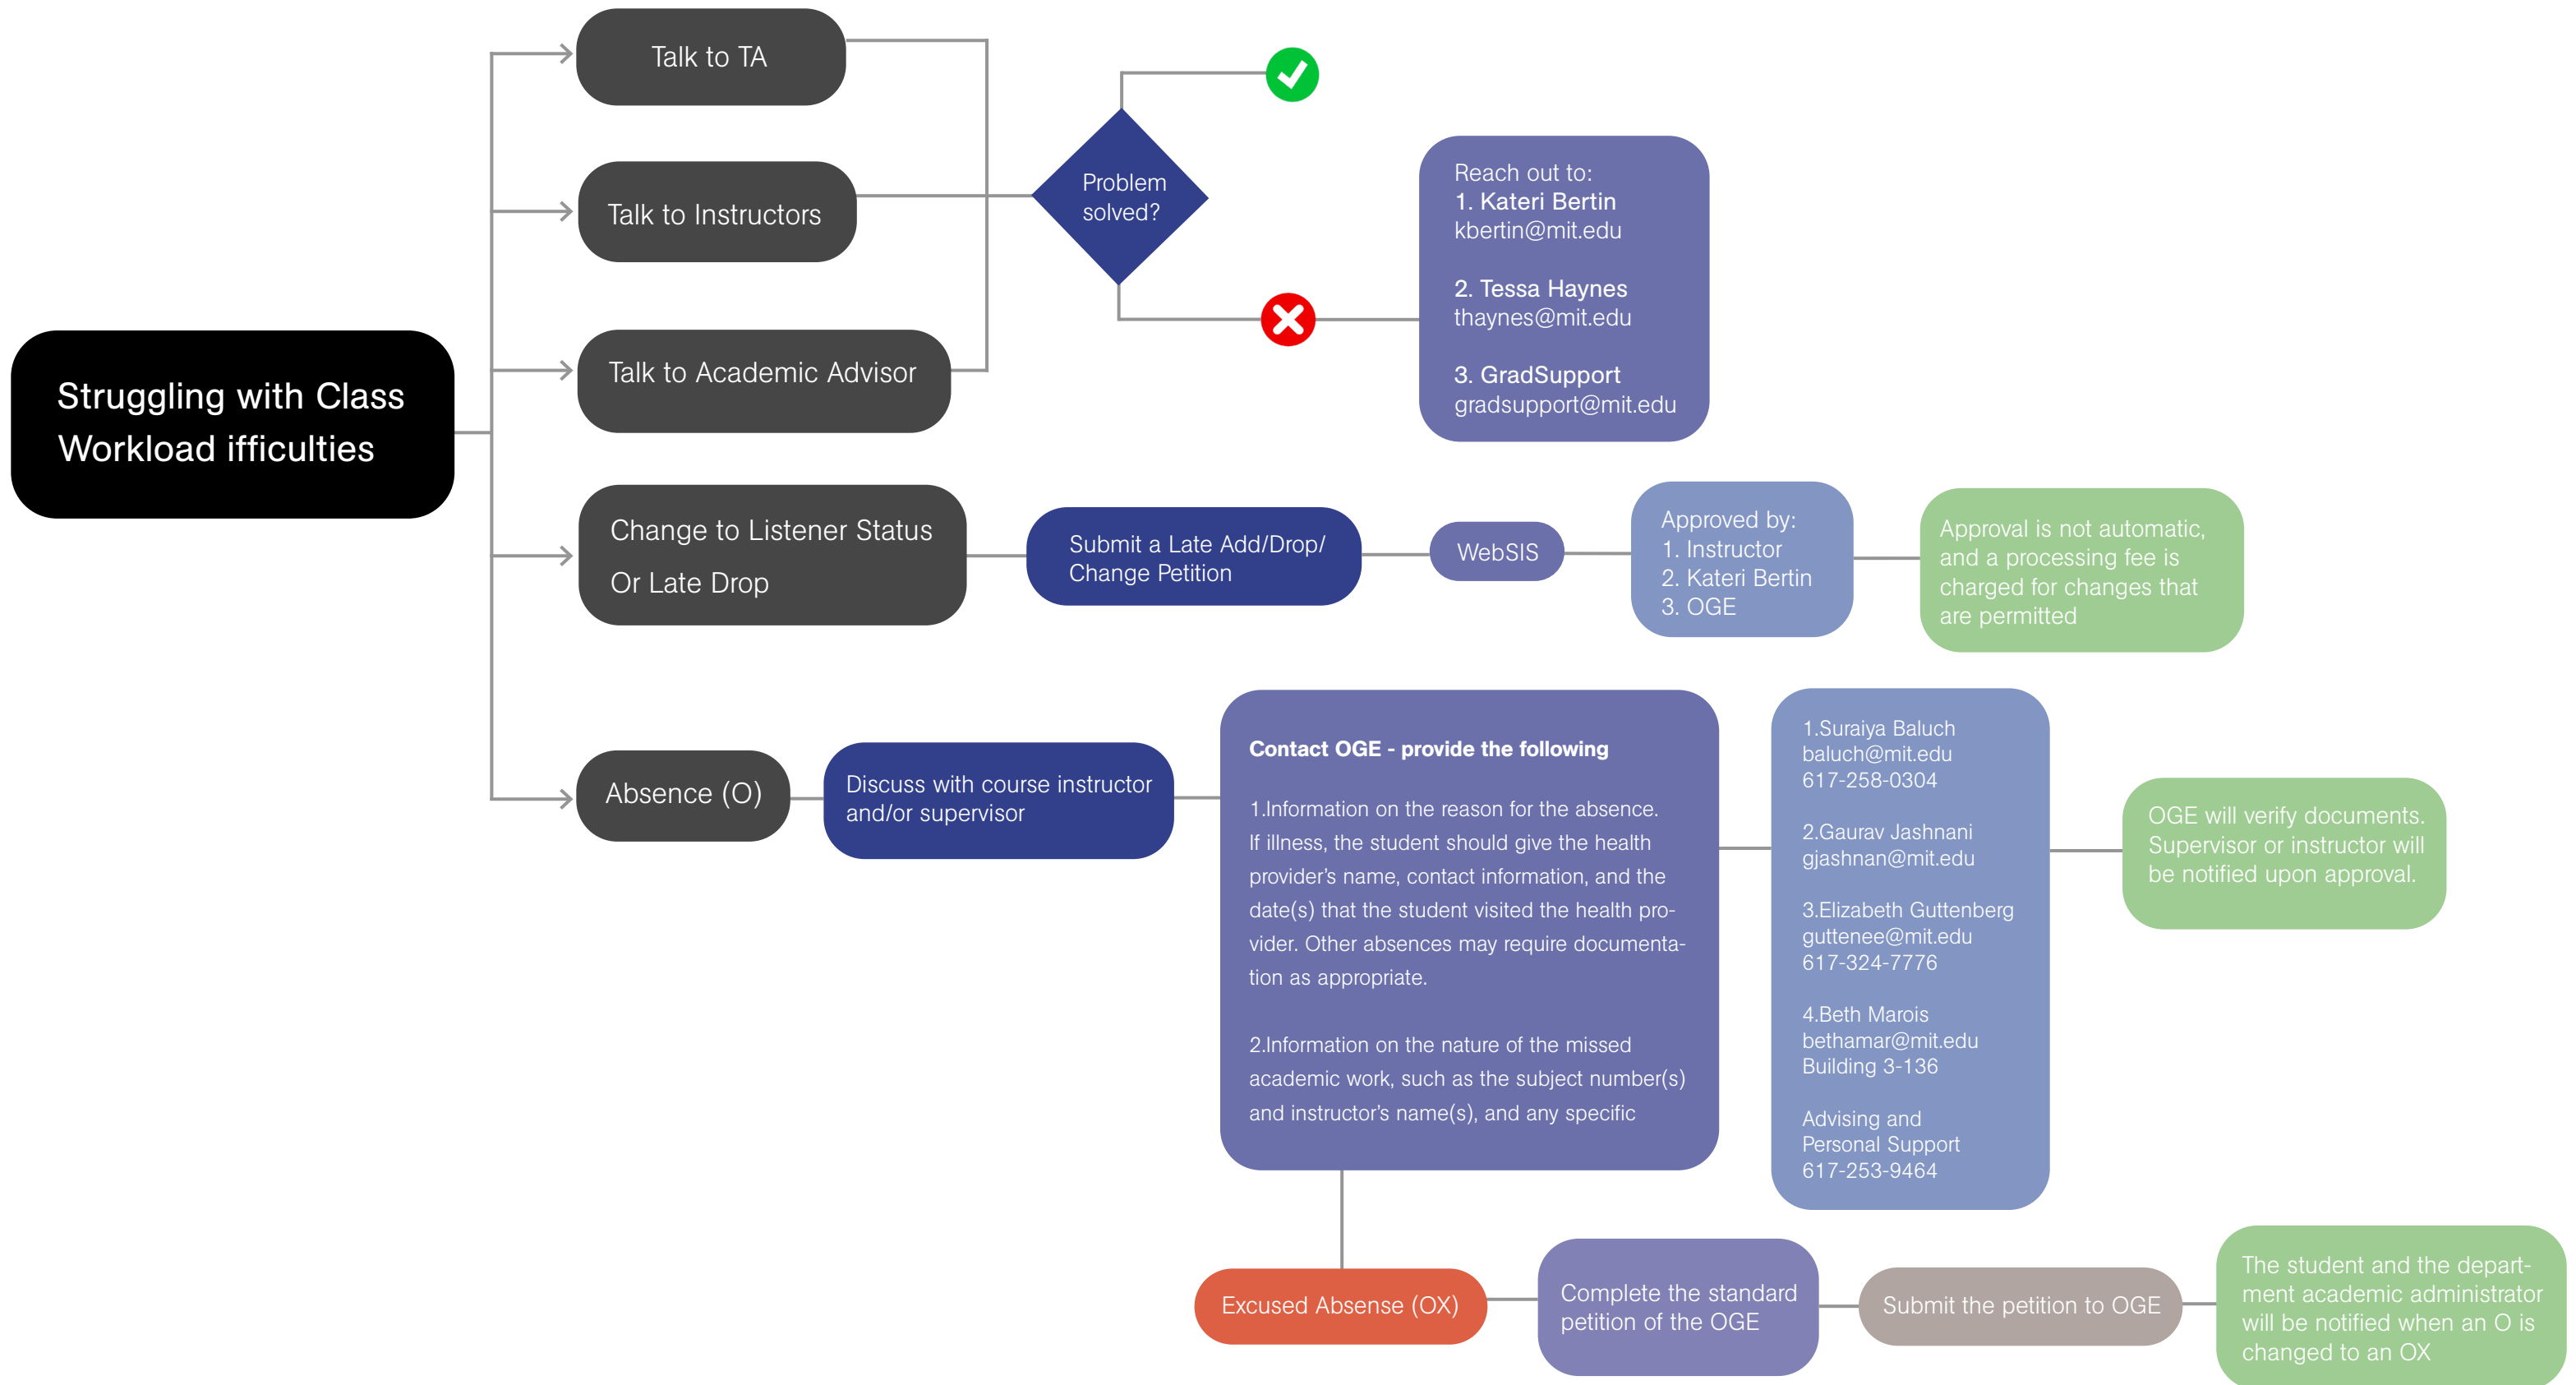 Struggling with Class
Workload ifficulties
Talk to TA
Talk to Instructors
Talk to Academic Advisor
Problem
solved?
Reach out to:
1. Kateri Bertin
kbertin@mit.edu
2. Tessa Haynes
thaynes@mit.edu
3. GradSupport
gradsupport@mit.edu
Change to Listener Status
Or Late Drop
Submit a Late Add/Drop/
Change Petition
WebSIS
Approved by:
1. Instructor
2. Kateri Bertin
3. OGE
Approval is not automatic,
and a processing fee is
charged for changes that
are permitted
Absence (O)
Discuss with course instructor
and/or supervisor
Contact OGE - provide the following
1.Information on the reason for the absence.
If illness, the student should give the health
provider's name, contact information, and the
date(s) that the student visited the health pro-
vider. Other absences may require documenta-
tion as appropriate.
2.Information on the nature of the missed
academic work, such as the subject number(s)
and instructor's name(s), and any specific
1.Suraiya Baluch
baluch@mit.edu
617-258-0304
2.Gaurav Jashnani
gjashnan@mit.edu
3.Elizabeth Guttenberg
guttenee@mit.edu
617-324-7776
4.Beth Marois
bethamar@mit.edu
Building 3-136
Advising and
Personal Support
617-253-9464
OGE will verify documents.
Supervisor or instructor will
be notified upon approval.
Excused Absense (OX)
Complete the standard
petition of the OGE
Submit the petition to OGE
The student and the depart-
ment academic administrator
will be notified when an O is
changed to an OX